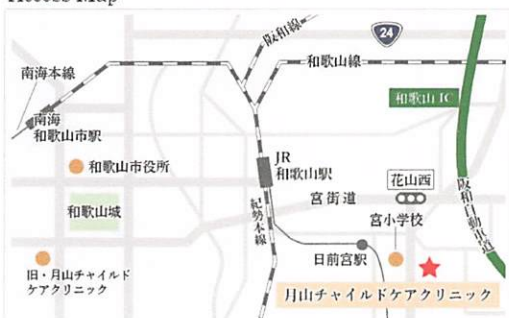 Access Map
24
阪和線
和歌山線
南海本線
和歌山 IC
南海
和歌山市駅
和歌山市役所
JR
和歌山駅
花山西
宮街道
和歌山城
紀勢本線
宮小学校
阪和自動車道
日前宮駅
旧・月山チャイルド
ケアクリニック
月山チャイルドケアクリニック